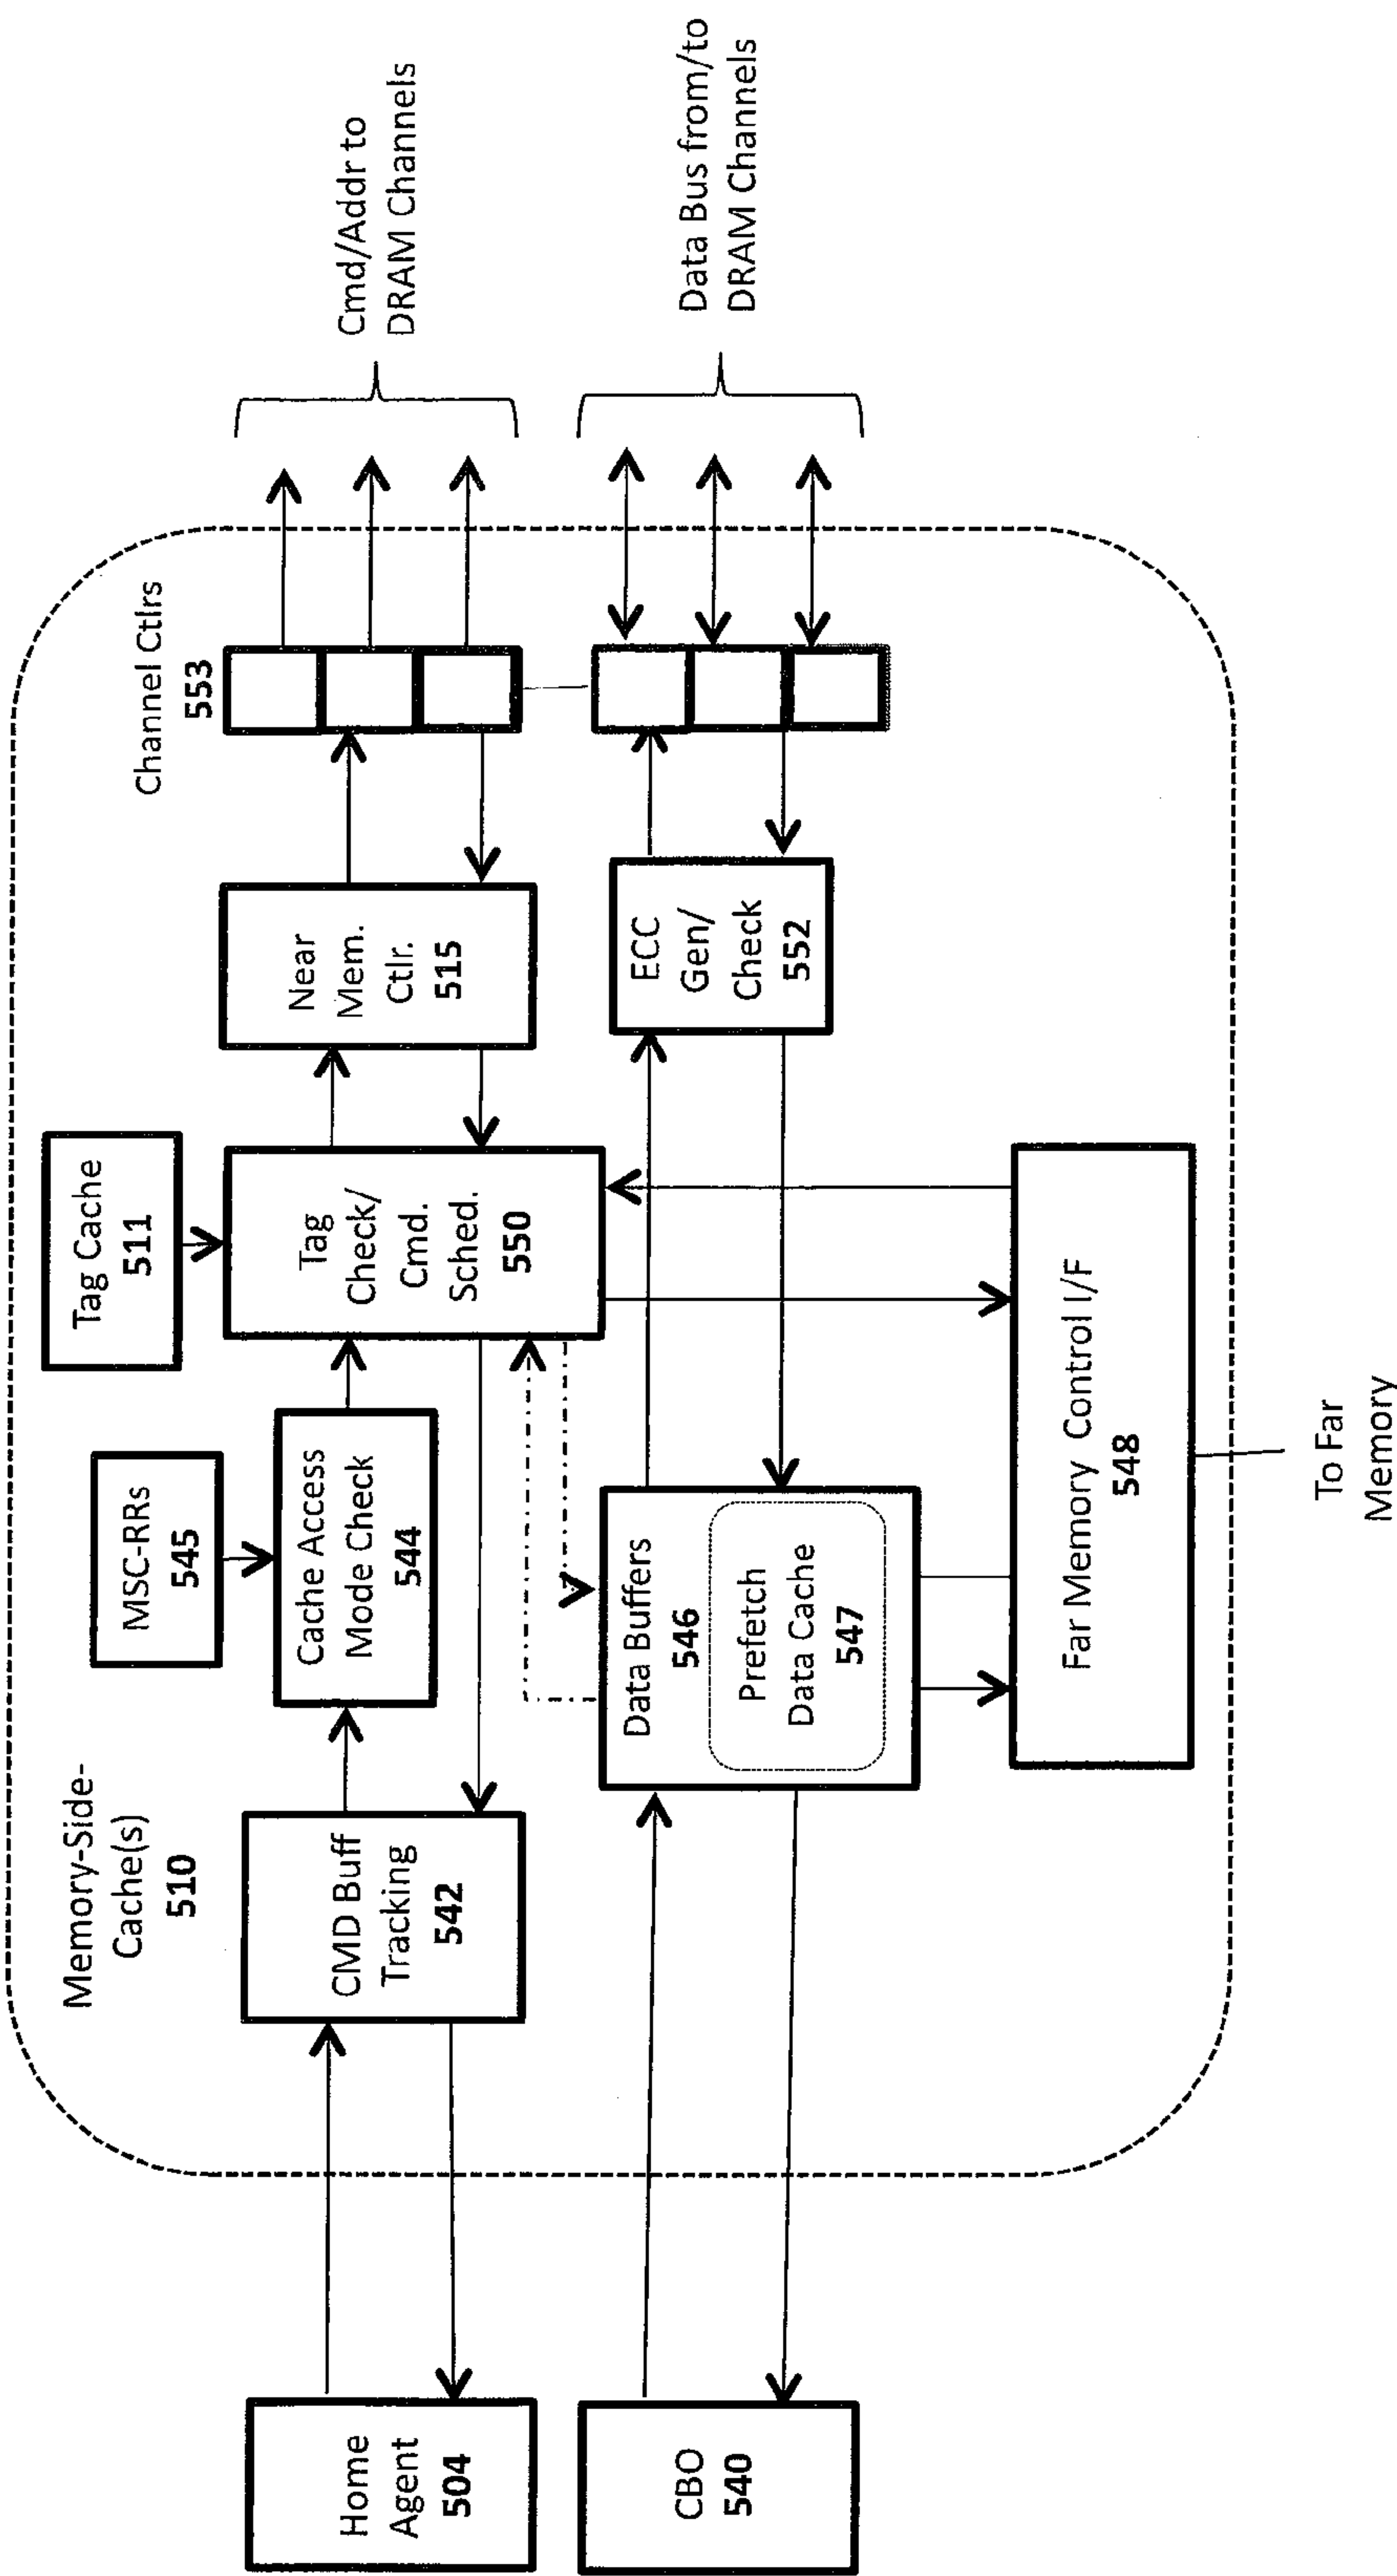 Memory-Side-
Cache(s)
510
MSC-RRs
545
Tag Cache
511
Channel Ctlrs
553
Cmd/Addr to
DRAM Channels
Home
Agent
504
CMD Buff
Tracking
542
Cache Access
Mode Check
544
Tag
Check/
Cmd.
Sched.
550
Near
Mem.
Ctlr.
515
CBO
540
Data Buffers
546
Prefetch
Data Cache
547
ECC
Gen/
Check
552
Data Bus from/to
DRAM Channels
Far Memory Control I/F
548
To Far
Memory